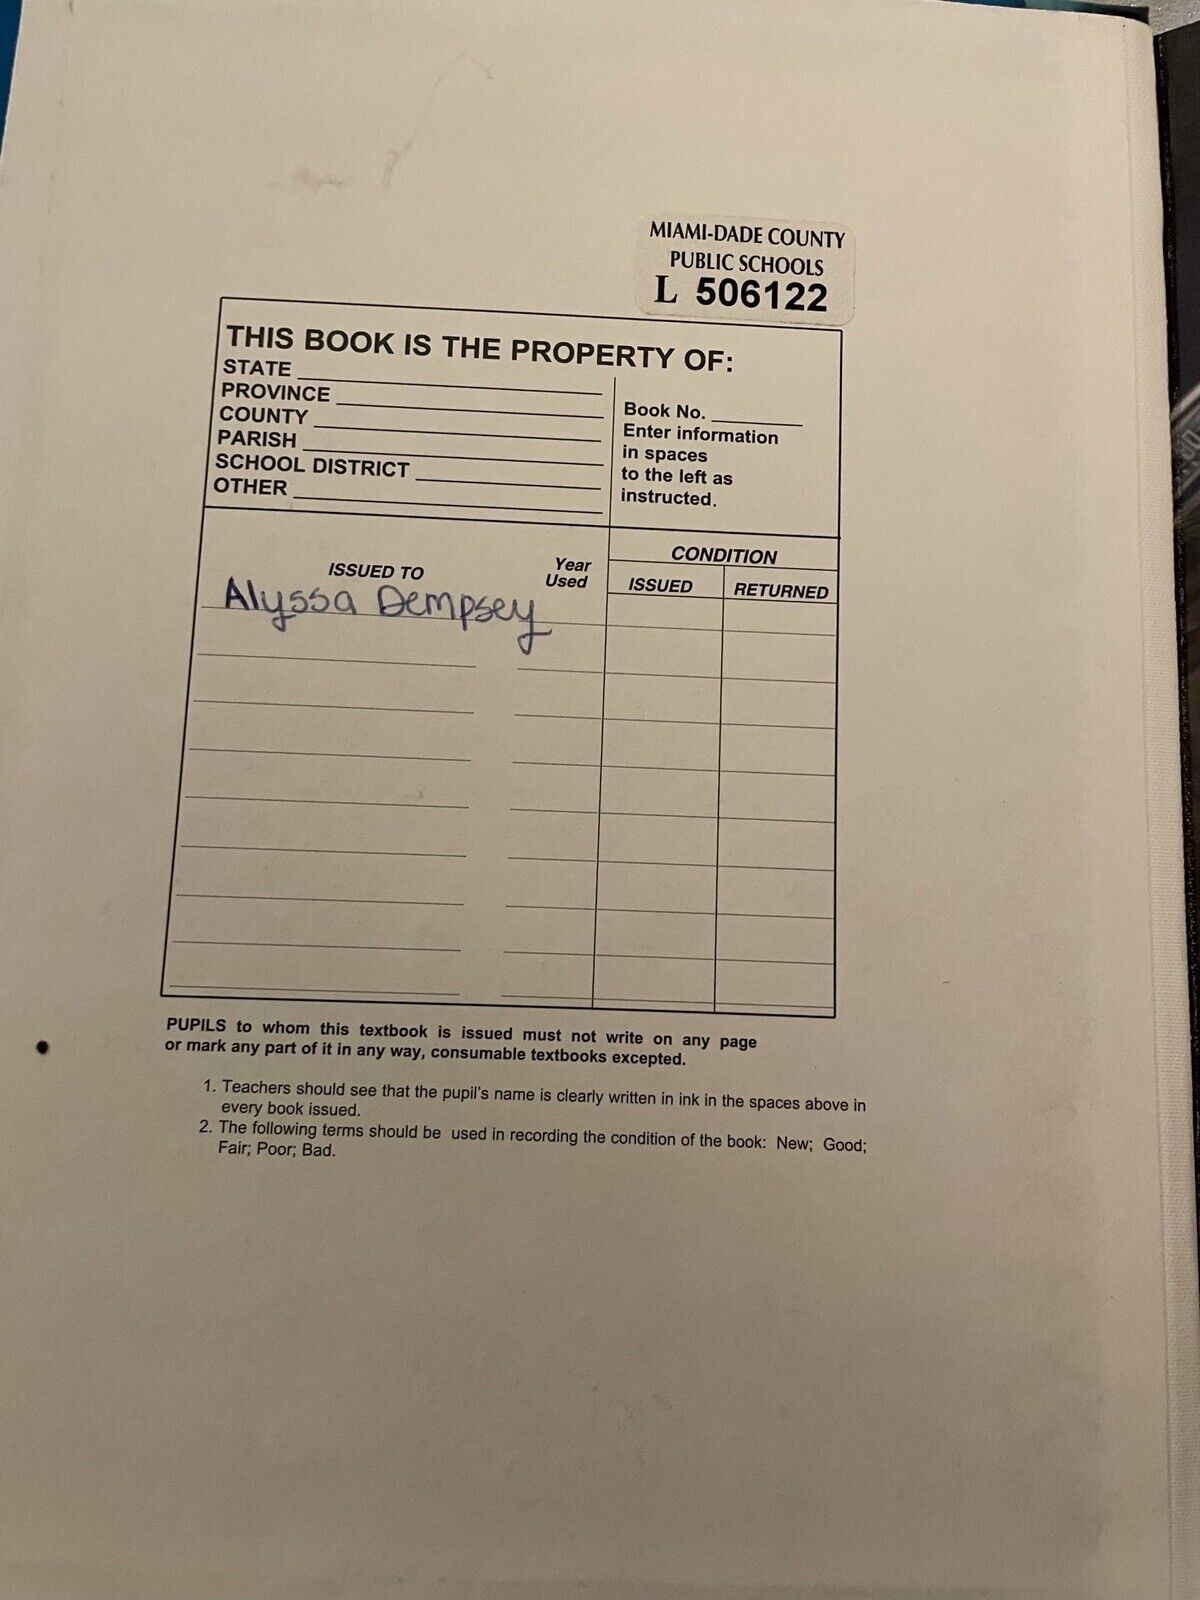 MIAMI-DADE COUNTY
PUBLIC SCHOOLS
L 506122
THIS BOOK IS THE PROPERTY OF:
STATE
PROVINCE
COUNTY
PARISH
SCHOOL DISTRICT
OTHER
Book No.
Enter information
in spaces
to the left as
instructed.
ISSUED TO
Year
Used
CONDITION
ISSUED
RETURNED
Alyssa Dempsey
PUPILS to whom this textbook is issued must not write on any page
or mark any part of it in any way, consumable textbooks excepted.
1. Teachers should see that the pupil's name is clearly written in ink in the spaces above in
every book issued.
2. The following terms should be used in recording the condition of the book: New; Good;
Fair; Poor; Bad.